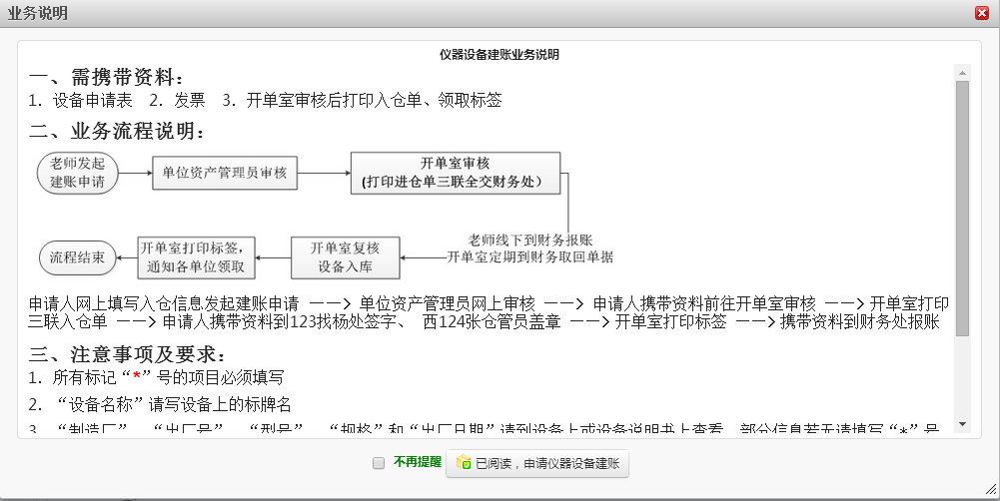 业务说明
仪器设备建账业务说明
一、需携带资料：
1. 设备申请表 2. 发票 3. 开单室审核后打印入仓单、领取标签
二、业务流程说明：
老师发起
建账申请
单位资产管理员审核
开单室审核
(打印进仓单三联全交财务处)
老师线下到财务报账
开单室定期到财务取回单据
开单室复核
设备入库
开单室打印标签，
通知各单位领取
流程结束
申请人网上填写入仓信息发起建账申请 ——> 单位资产管理员网上审核 ——> 申请人携带资料前往开单室审核 ——> 开单室打印
三联入仓单 ——> 申请人携带资料到123找杨处签字、 西124张仓管员盖章 ——> 开单室打印标签 ——> 携带资料到财务处报账
三、注意事项及要求：
1. 所有标记“*”号的项目必须填写
2. “设备名称”请写设备上的标牌名
3. “制造厂”、“出厂号”、“型号”、“规格”和“出厂日期”请到设备上或设备说明书上查看，部分信息若无请填写“*”号
不再提醒
已阅读，申请仪器设备建账